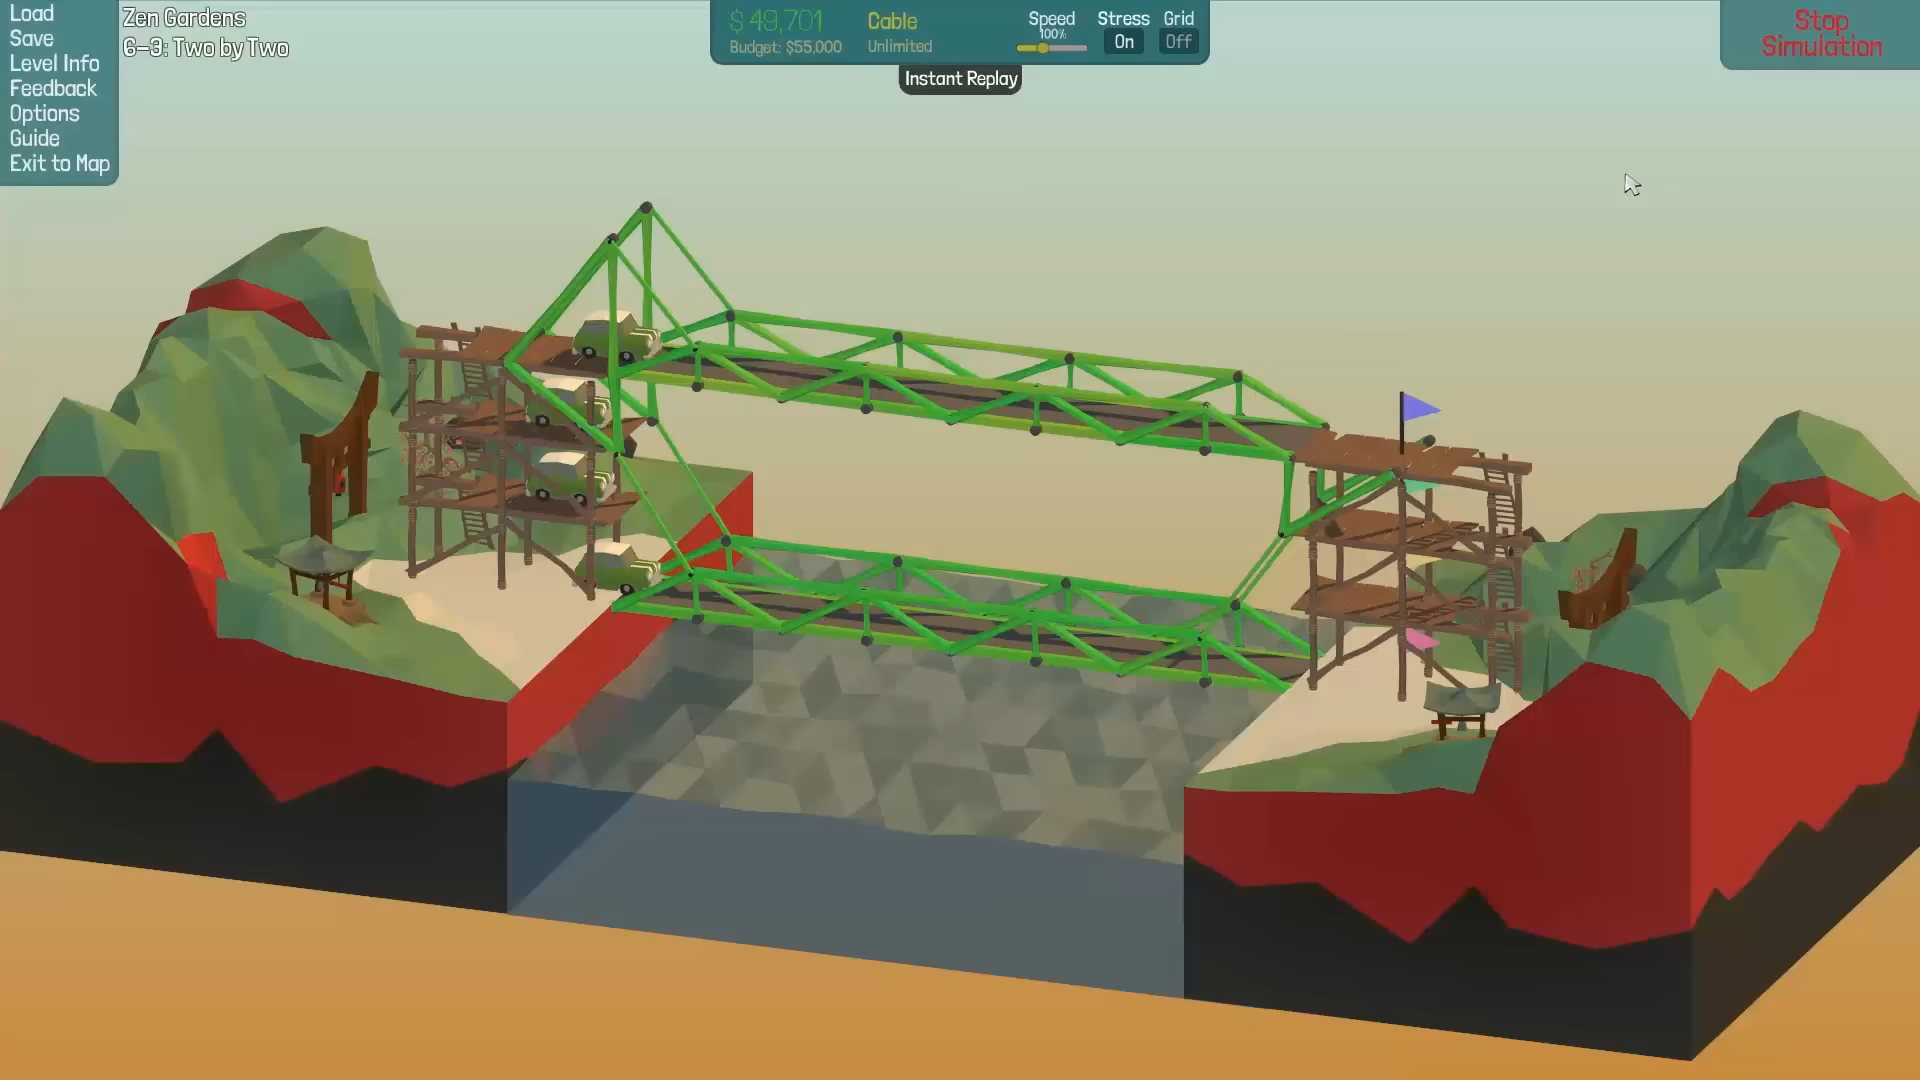 Load
Save
Level Info
Feedback
Options
Guide
Exit to Map
Zen Gardens
6-3: Two by Two
$ 49,701
Budget: $55,000
Cable
Unlimited
Speed
100%
Stress
On
Grid
Off
Instant Replay
Stop
Simulation